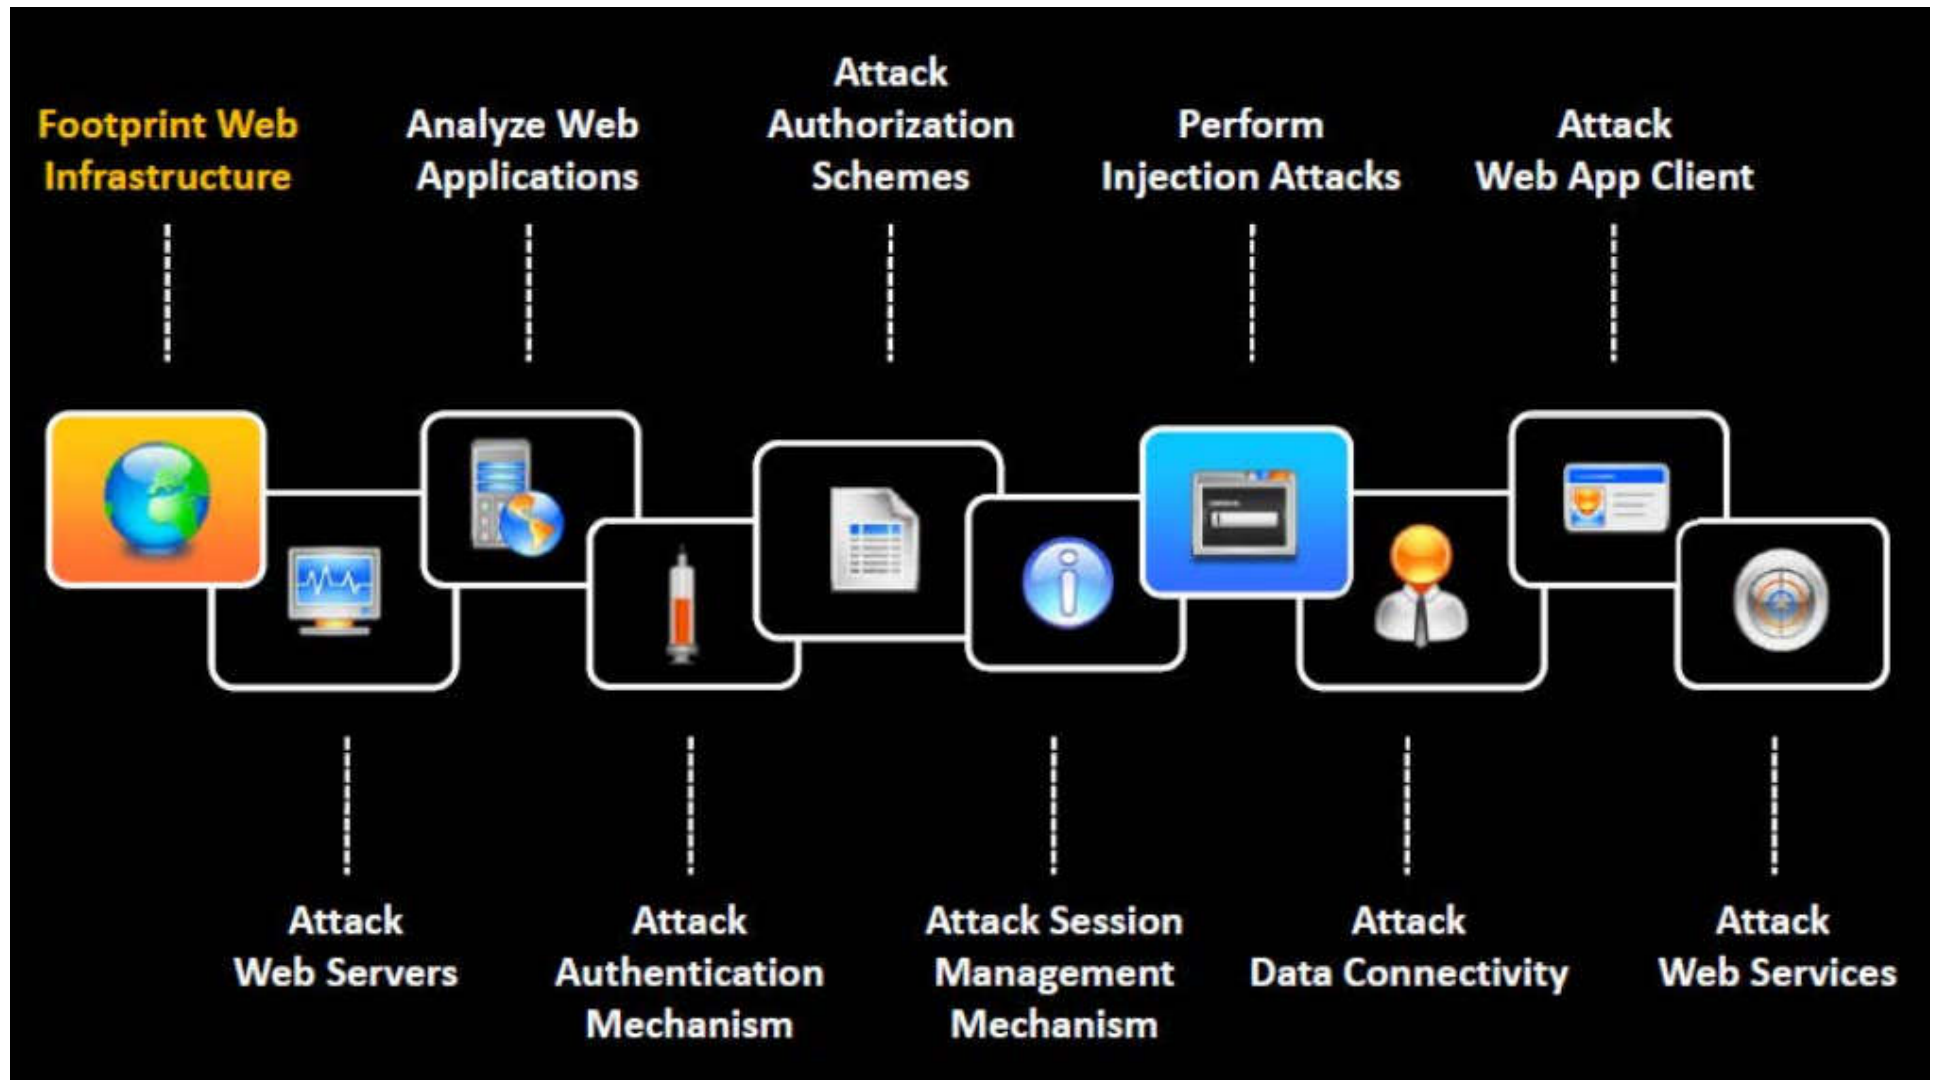 Footprint Web
Infrastructure
Analyze Web
Applications
Attack
Authorization
Schemes
Perform
Injection Attacks
Attack
Web App Client
Attack
Web Servers
Attack
Authentication
Mechanism
Attack Session
Management
Mechanism
Attack
Data Connectivity
Attack
Web Services